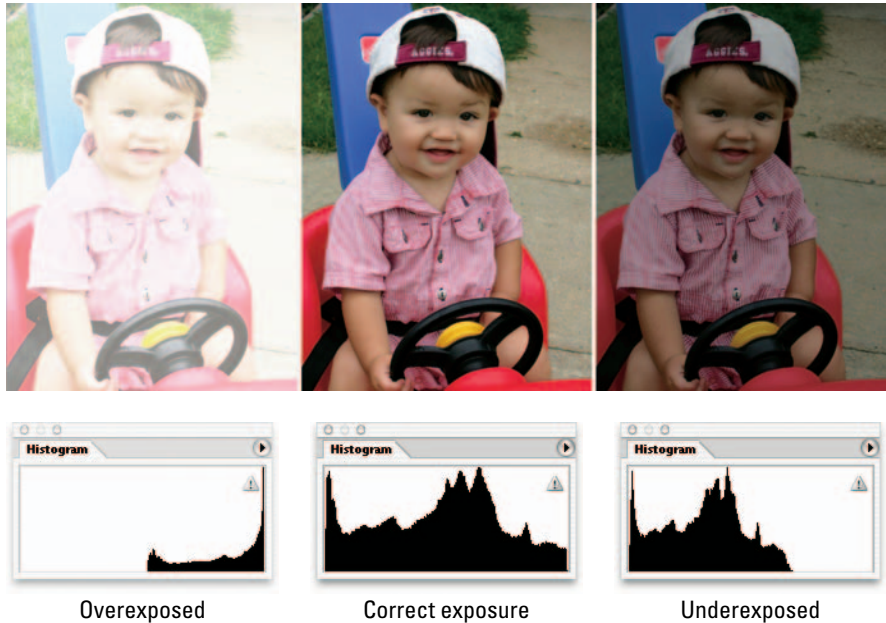 Histogram
Histogram
Histogram
Overexposed
Correct exposure
Underexposed